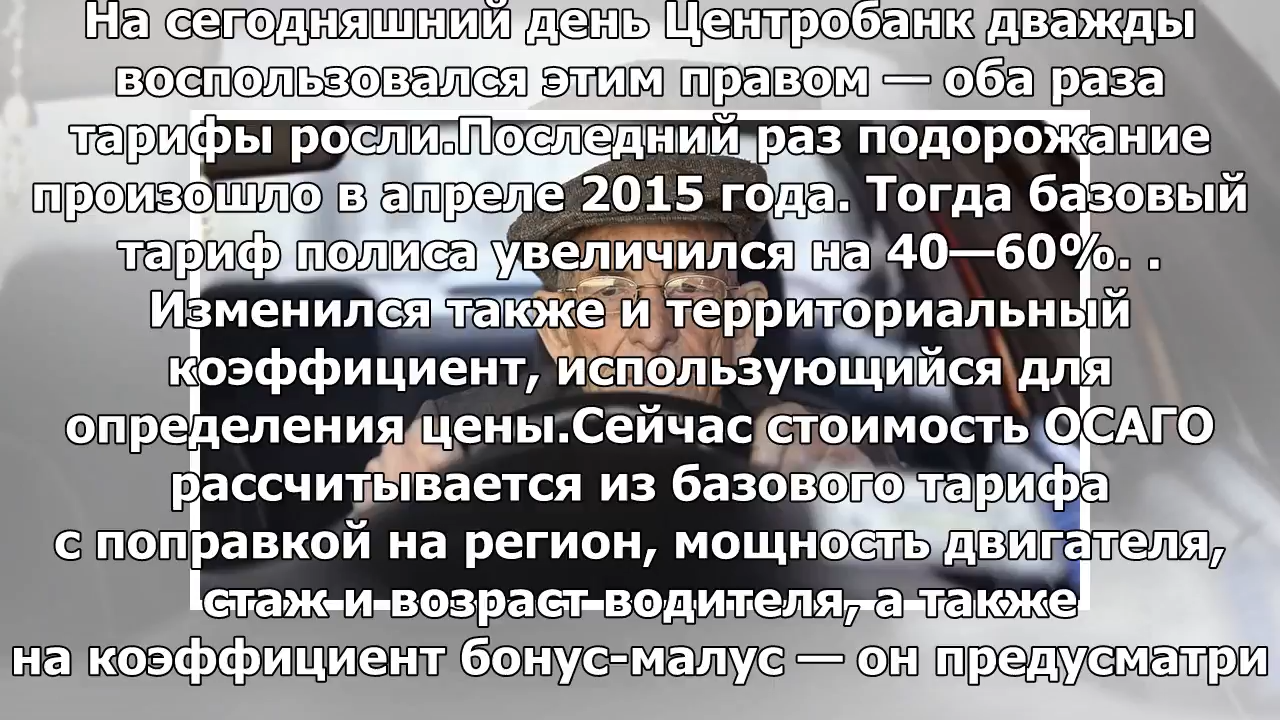 На сегодняшний день Центробанк дважды
воспользовался этим правом — оба раза
тарифы росли.Последний раз подорожание
произошло в апреле 2015 года. Тогда базовый
тариф полиса увеличился на 40—60%. .
Изменился также и территориальный
коэффициент, использующийся для
определения цены.Сейчас стоимость ОСАГО
рассчитывается из базового тарифа
с поправкой на регион, мощность двигателя,
стаж и возраст водителя, а также
на коэффициент бонус-малус — он предусматри